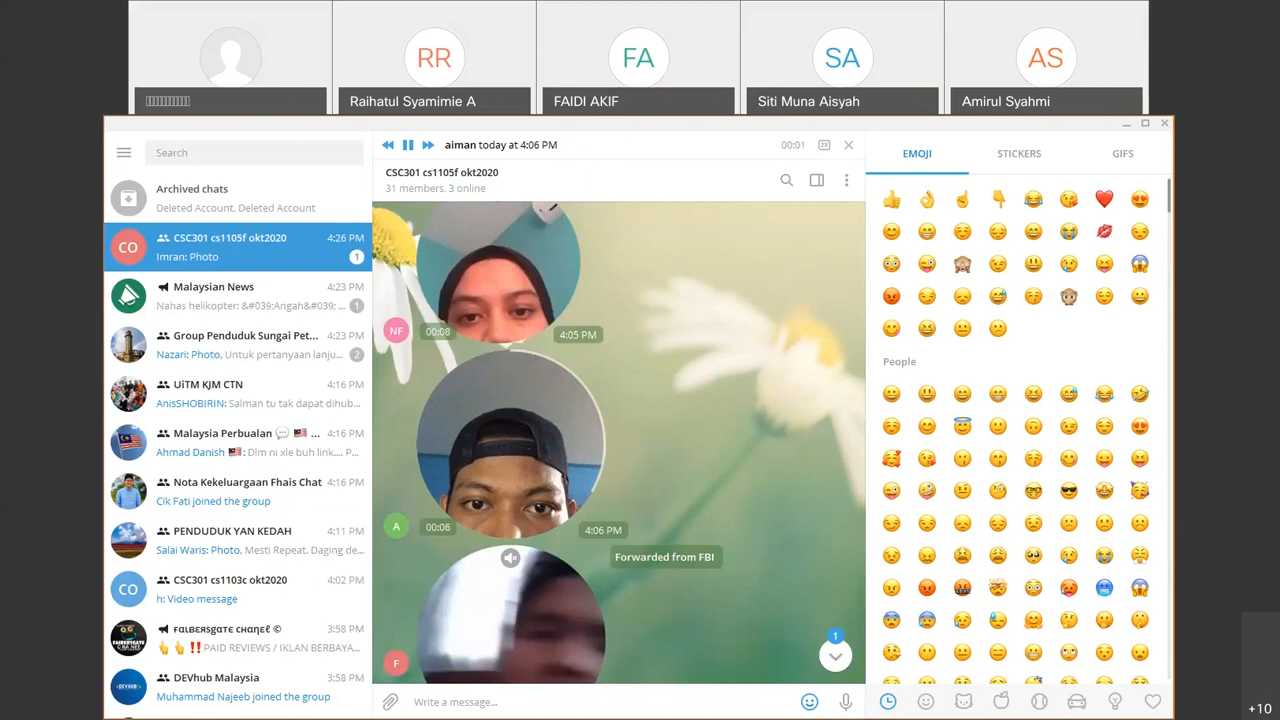 RR
FA
SA
AS
Raihatul Syamimie A
FAIDI AKIF
Siti Muna Aisyah
Amirul Syahmi
Search
Archived chats
Deleted Account, Deleted Account
CO
CSC301 cs1105f okt2020
4:26 PM
Imran: Photo
1
Malaysian News
4:23 PM
Nahas helikopter: &#039;Angah&#039; ...
1
Group Penduduk Sungai Pet...
4:23 PM
Nazari: Photo, Untuk pertanyaan lanju...
2
UiTM KJM CTN
4:16 PM
AnisSHOBIRIN: Salman tu tak dapat dihub...
Malaysia Perbualan 💬 🇲🇾 ...
4:16 PM
Ahmad Danish 🇲🇾: Dlm ni xle buh link.... P...
Nota Kekeluargaan Fhais Chat
4:16 PM
Cik Fati joined the group
PENDUDUK YAN KEDAH
4:11 PM
Salai Waris: Photo, Mesti Repeat. Daging de...
CO
CSC301 cs1103c okt2020
4:02 PM
h: Video message
3:58 PM
👆👆‼️PAID REVIEWS / IKLAN BERBAYA...
DEVhub Malaysia
3:58 PM
Muhammad Najeeb joined the group
aiman today at 4:06 PM
00:01
2X
CSC301 cs1105f okt2020
31 members, 3 online
NF
00:08
4:05 PM
A
00:06
4:06 PM
Forwarded from FBI
F
1
Write a message...
EMOJI
STICKERS
GIFS
People
+10